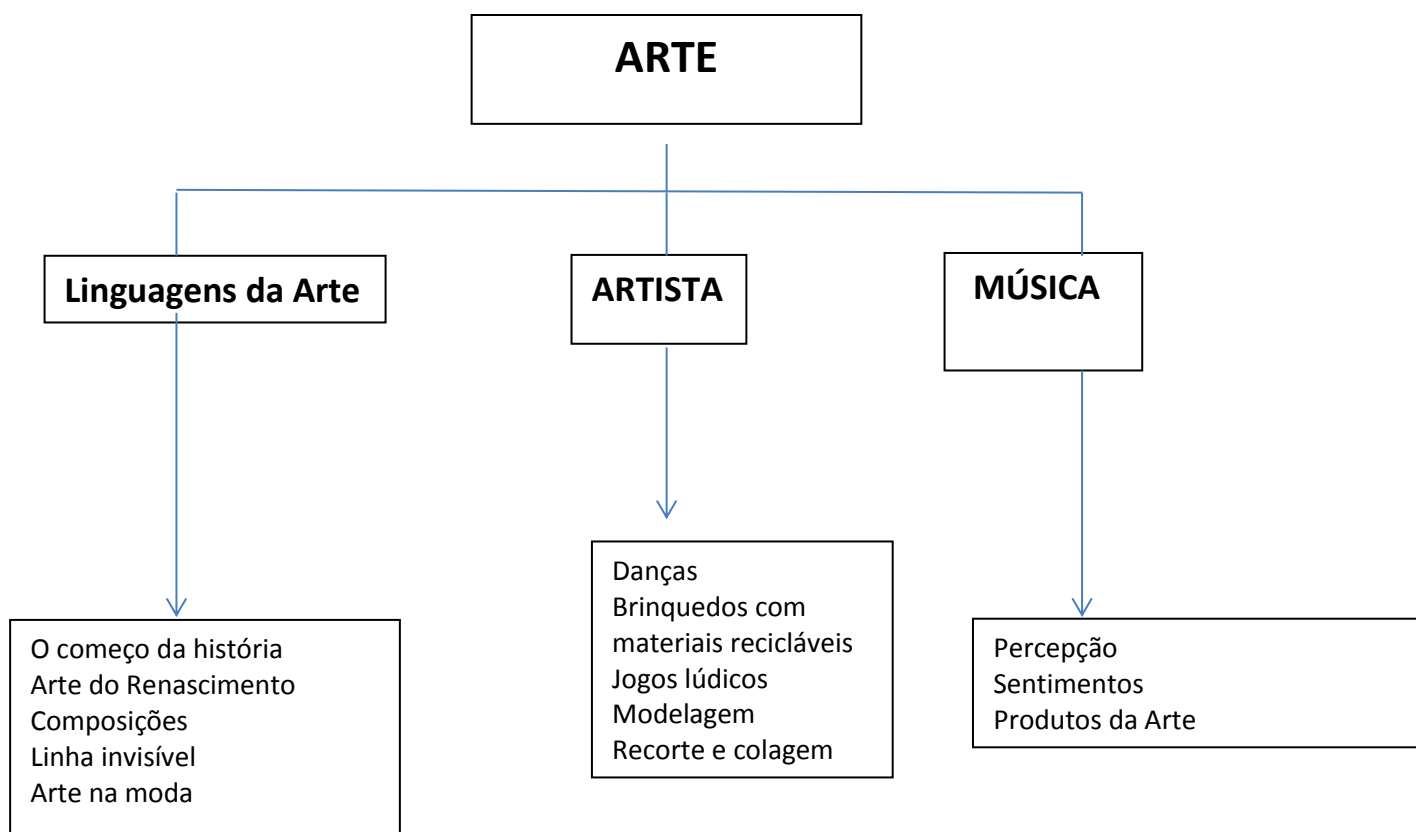 ARTE
Linguagens da Arte
ARTISTA
MÚSICA
O começo da história
Arte do Renascimento
Composições
Linha invisível
Arte na moda
Danças
Brinquedos com
materiais recicláveis
Jogos lúdicos
Modelagem
Recorte e colagem
Percepção
Sentimentos
Produtos da Arte